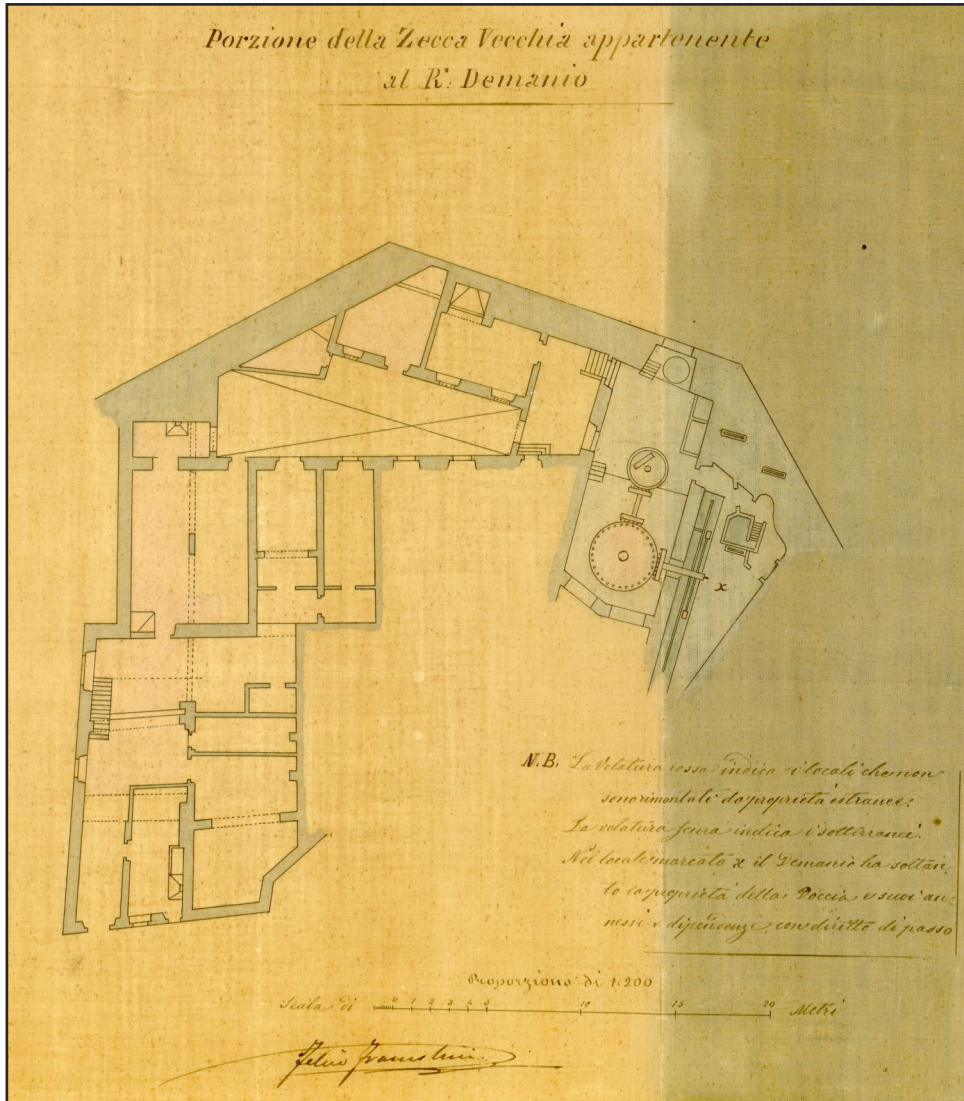 Porzione della Zecca Vecchia appartenente
al R.º Demanio
x
N.B. La Velatura rossa indica i locali che non
sono rimontati da proprietà estranee.
La velatura scura indica i sotterranei.
Nel locale marcato x il Demanio ha soltan-
to la proprietà della Doccia e suoi an-
nessi e dipendenze, con diritto di passo
Proporzione di 1:200
Scala di 0 1 2 3 4 5 10 15 20 Metri